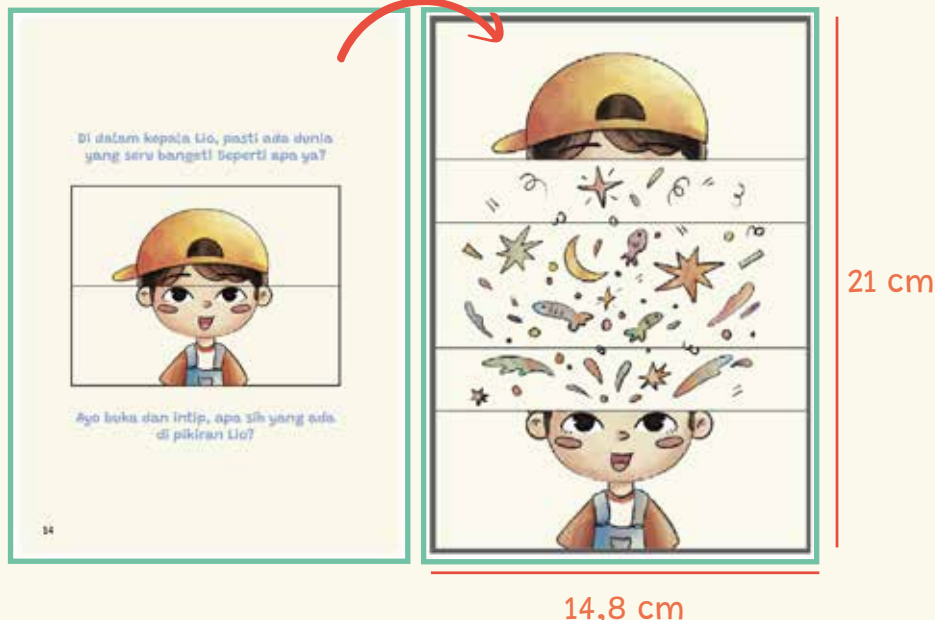 Di dalam kepala Lio, pasti ada dunia
yang seru banget! Seperti apa ya?
Ayo buka dan intip, apa sih yang ada
di pikiran Lio?
14
21 cm
14,8 cm